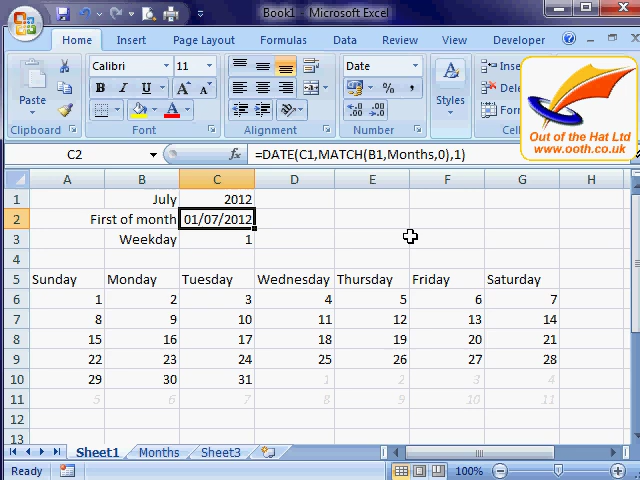 Book1 - Microsoft Excel
Home Insert Page Layout Formulas Data Review View Developer
Calibri 11 Date
Paste B I U A A % , Styles
Clipboard Font Alignment Number Cells
Out of the Hat Ltd
www.ooth.co.uk
C2 fx =DATE(C1,MATCH(B1,Months,0),1)
A B C D E F G H
1 July 2012
2 First of month 01/07/2012
3 Weekday 1
4
5 Sunday Monday Tuesday Wednesday Thursday Friday Saturday
6 1 2 3 4 5 6 7
7 8 9 10 11 12 13 14
8 15 16 17 18 19 20 21
9 22 23 24 25 26 27 28
10 29 30 31 1 2 3 4
11 5 6 7 8 9 10 11
12
13
Sheet1 Months Sheet3
Ready 100%